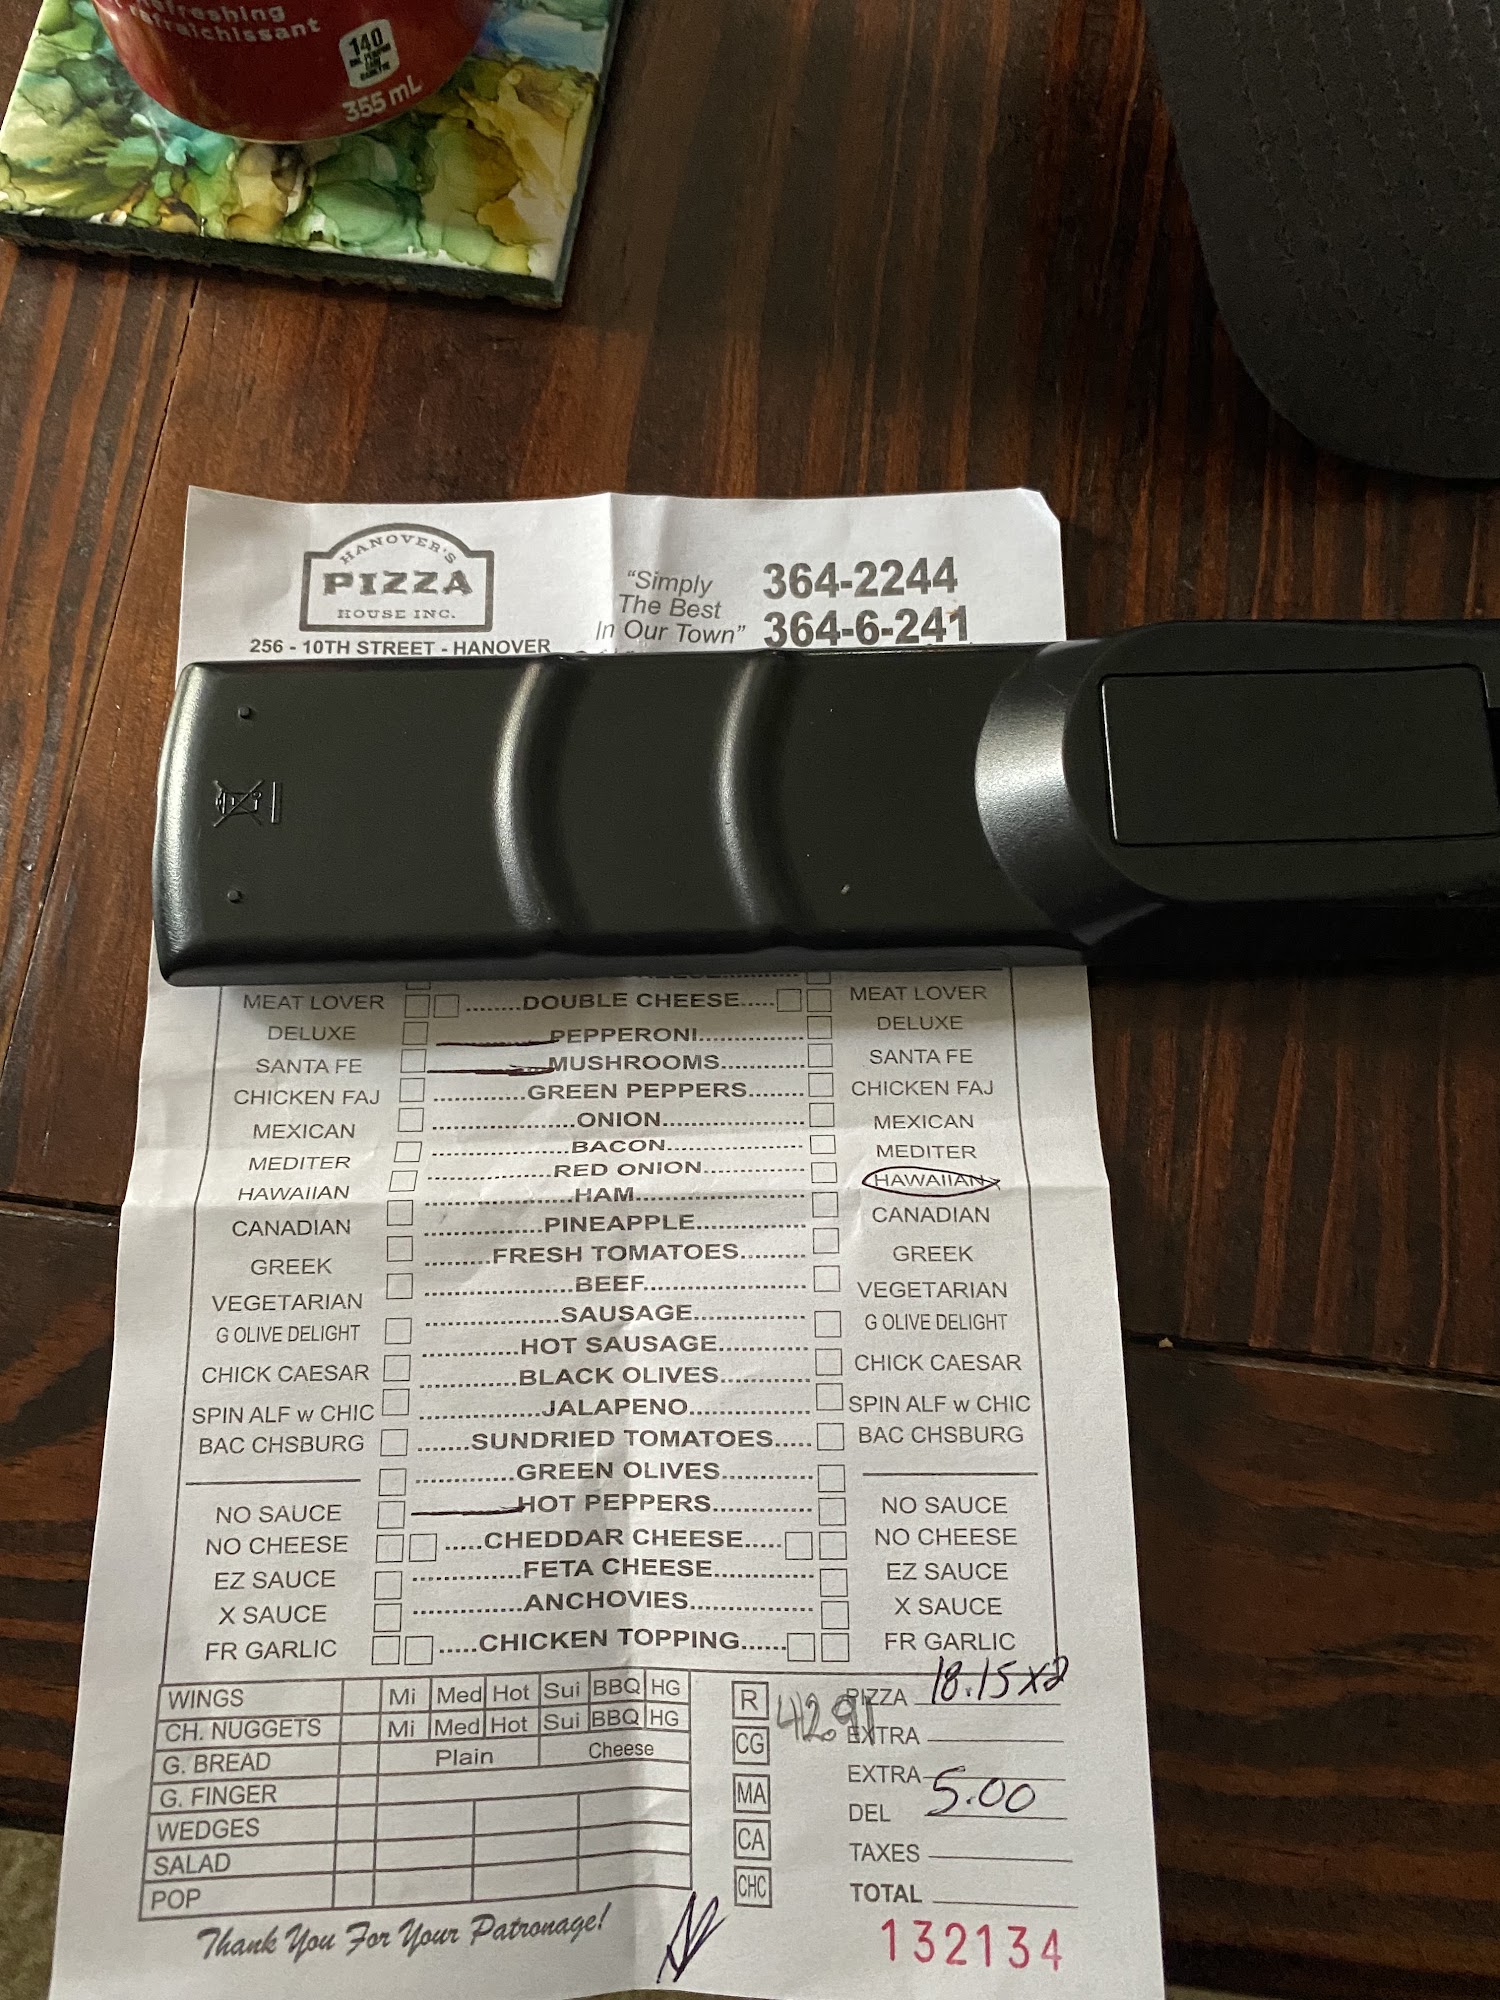 refreshing
rafraîchissant
140
355 mL
HANOVER'S
PIZZA
HOUSE INC.
"Simply
The Best
In Our Town"
364-2244
364-6-241
256 - 10TH STREET - HANOVER
MEAT LOVER ........DOUBLE CHEESE..... MEAT LOVER
DELUXE PEPPERONI............... DELUXE
SANTA FE MUSHROOMS............ SANTA FE
CHICKEN FAJ .............GREEN PEPPERS........ CHICKEN FAJ
MEXICAN ....................ONION.................... MEXICAN
MEDITER ....................BACON.................... MEDITER
HAWAIIAN .................RED ONION.............. HAWAIIAN
CANADIAN .....................HAM........................ CANADIAN
GREEK .................PINEAPPLE............... GREEK
VEGETARIAN .........FRESH TOMATOES......... VEGETARIAN
G OLIVE DELIGHT .....................BEEF....................... G OLIVE DELIGHT
CHICK CAESAR ...................SAUSAGE................ CHICK CAESAR
SPIN ALF w CHIC .............HOT SAUSAGE............. SPIN ALF w CHIC
BAC CHSBURG .............BLACK OLIVES............. BAC CHSBURG
.................JALAPENO.................
.......SUNDRIED TOMATOES.....
.............GREEN OLIVES.............
NO SAUCE HOT PEPPERS.............. NO SAUCE
NO CHEESE .....CHEDDAR CHEESE..... NO CHEESE
EZ SAUCE ...............FETA CHEESE.............. EZ SAUCE
X SAUCE ...............ANCHOVIES................. X SAUCE
FR GARLIC .....CHICKEN TOPPING...... FR GARLIC
WINGS Mi Med Hot Sui BBQ HG
CH. NUGGETS Mi Med Hot Sui BBQ HG
G. BREAD Plain Cheese
G. FINGER
WEDGES
SALAD
POP
R
CG
MA
CA
CHC
42.91
PIZZA 18.15x2
EXTRA
EXTRA
DEL 5.00
TAXES
TOTAL
Thank You For Your Patronage!
132134